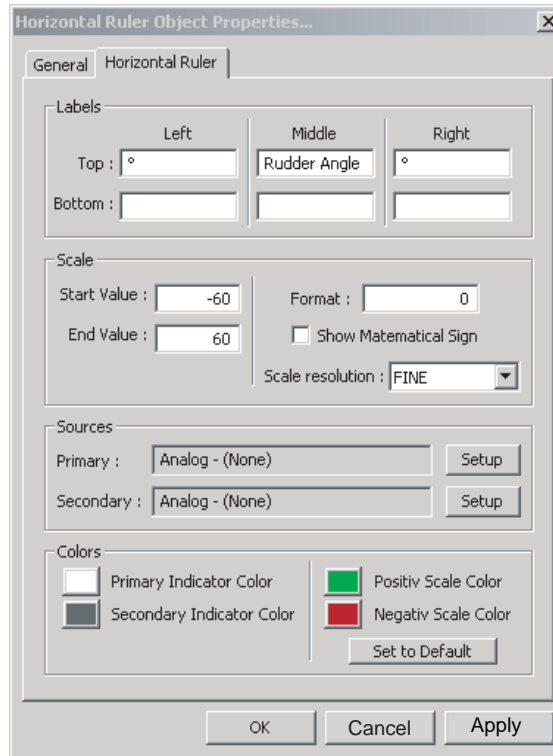 Horizontal Ruler Object Properties...
General Horizontal Ruler
Labels
Left Middle Right
Top : ° Rudder Angle °
Bottom :
Scale
Start Value : -60 Format : 0
End Value : 60 Show Matematical Sign
Scale resolution : FINE
Sources
Primary : Analog - (None) Setup
Secondary : Analog - (None) Setup
Colors
Primary Indicator Color Positiv Scale Color
Secondary Indicator Color Negativ Scale Color
Set to Default
OK Cancel Apply